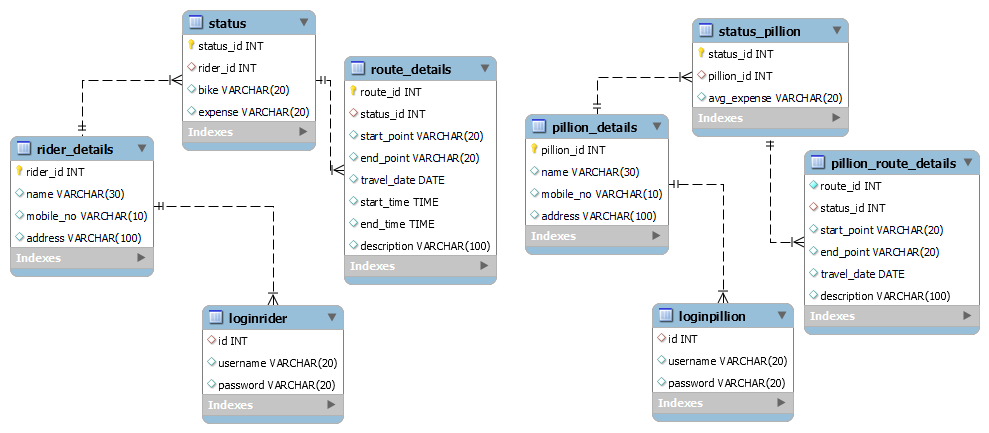 status
status_id INT
rider_id INT
bike VARCHAR(20)
expense VARCHAR(20)
Indexes
route_details
route_id INT
status_id INT
start_point VARCHAR(20)
end_point VARCHAR(20)
travel_date DATE
start_time TIME
end_time TIME
description VARCHAR(100)
Indexes
rider_details
rider_id INT
name VARCHAR(30)
mobile_no VARCHAR(10)
address VARCHAR(100)
Indexes
loginrider
id INT
username VARCHAR(20)
password VARCHAR(20)
Indexes
status_pillion
status_id INT
pillion_id INT
avg_expense VARCHAR(20)
Indexes
pillion_details
pillion_id INT
name VARCHAR(30)
mobile_no VARCHAR(10)
address VARCHAR(100)
Indexes
pillion_route_details
route_id INT
status_id INT
start_point VARCHAR(20)
end_point VARCHAR(20)
travel_date DATE
description VARCHAR(100)
Indexes
loginpillion
id INT
username VARCHAR(20)
password VARCHAR(20)
Indexes